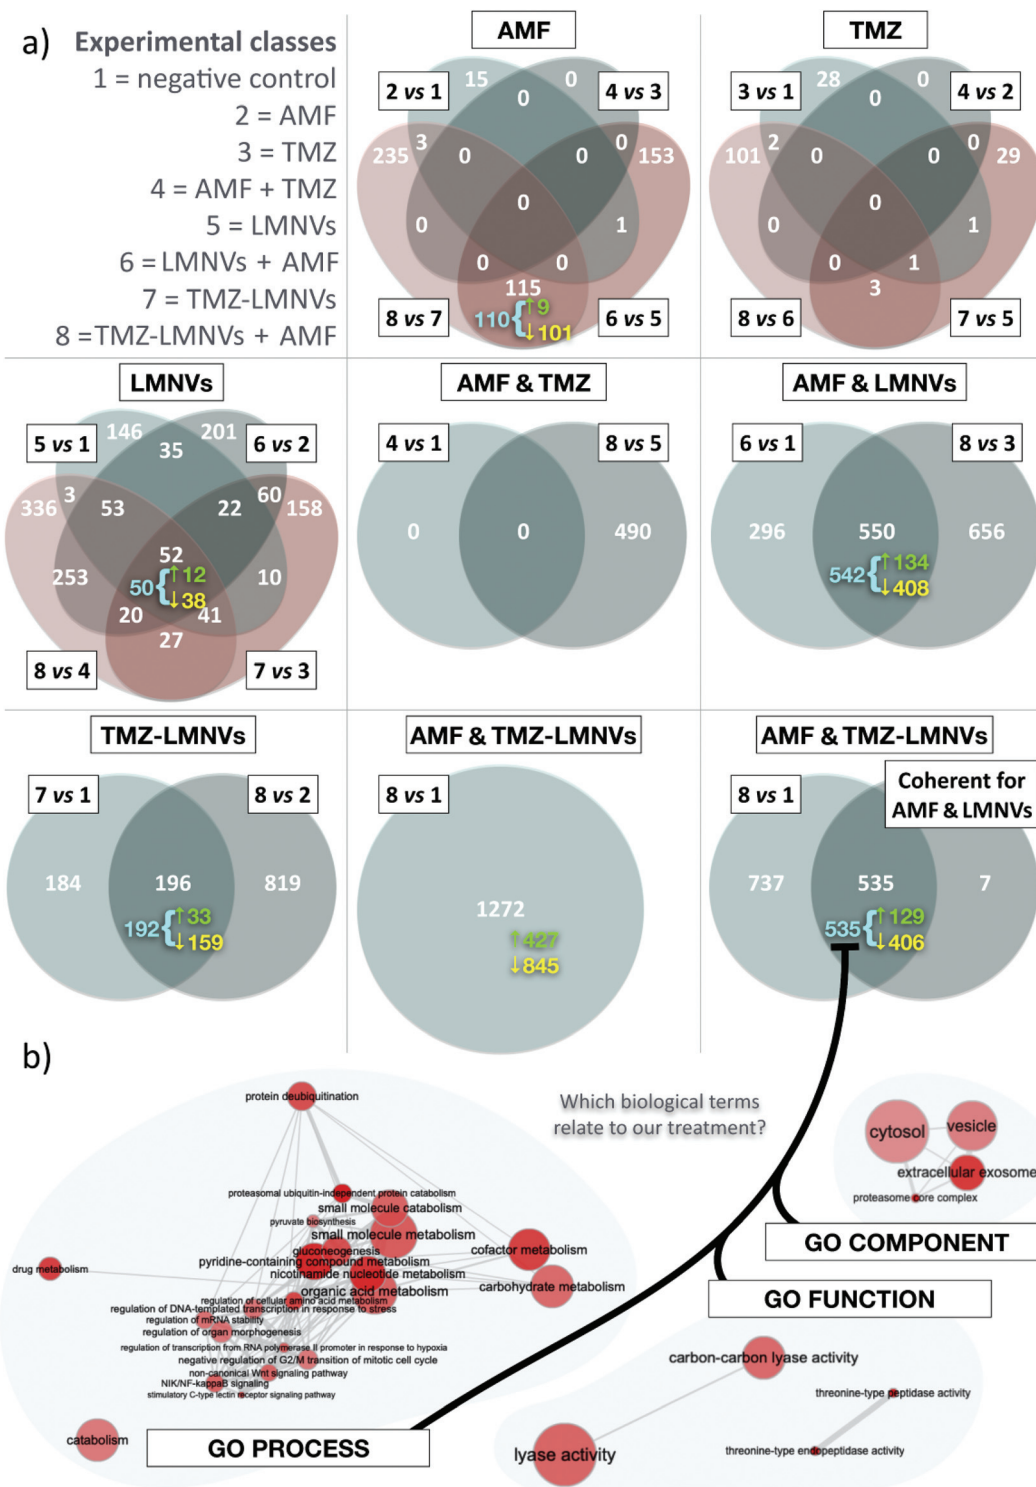 a)
Experimental classes
1 = negative control
2 = AMF
3 = TMZ
4 = AMF + TMZ
5 = LMNVs
6 = LMNVs + AMF
7 = TMZ-LMNVs
8 =TMZ-LMNVs + AMF
AMF
2 vs 1
15
0
4 vs 3
0
235
3
0
0
0
153
0
0
1
0
0
115
110{↑9
↓101
8 vs 7
6 vs 5
TMZ
3 vs 1
28
0
4 vs 2
0
101
2
0
0
0
29
0
0
1
0
1
3
8 vs 6
7 vs 5
LMNVs
5 vs 1
146
201
6 vs 2
35
336
3
53
22
60
158
52
253
50{↑12
↓38
10
20
41
27
8 vs 4
7 vs 3
AMF & TMZ
4 vs 1
8 vs 5
0
0
490
AMF & LMNVs
6 vs 1
8 vs 3
296
550
656
542{↑134
↓408
TMZ-LMNVs
7 vs 1
8 vs 2
184
196
819
192{↑33
↓159
AMF & TMZ-LMNVs
8 vs 1
1272
↑427
↓845
AMF & TMZ-LMNVs
8 vs 1
Coherent for
AMF & LMNVs
737
535
7
535{↑129
↓406
b)
Which biological terms
relate to our treatment?
protein deubiquitination
proteasomal ubiquitin-independent protein catabolism
small molecule catabolism
pyruvate biosynthesis
small molecule metabolism
gluconeogenesis
pyridine-containing compound metabolism
nicotinamide nucleotide metabolism
organic acid metabolism
cofactor metabolism
carbohydrate metabolism
drug metabolism
regulation of cellular amino acid metabolism
regulation of DNA-templated transcription in response to stress
regulation of mRNA stability
regulation of organ morphogenesis
regulation of transcription from RNA polymerase II promoter in response to hypoxia
negative regulation of G2/M transition of mitotic cell cycle
non-canonical Wnt signaling pathway
NIK/NF-kappaB signaling
stimulatory C-type lectin receptor signaling pathway
catabolism
GO PROCESS
cytosol
vesicle
extracellular exosome
proteasome core complex
GO COMPONENT
GO FUNCTION
carbon-carbon lyase activity
threonine-type peptidase activity
lyase activity
threonine-type endopeptidase activity